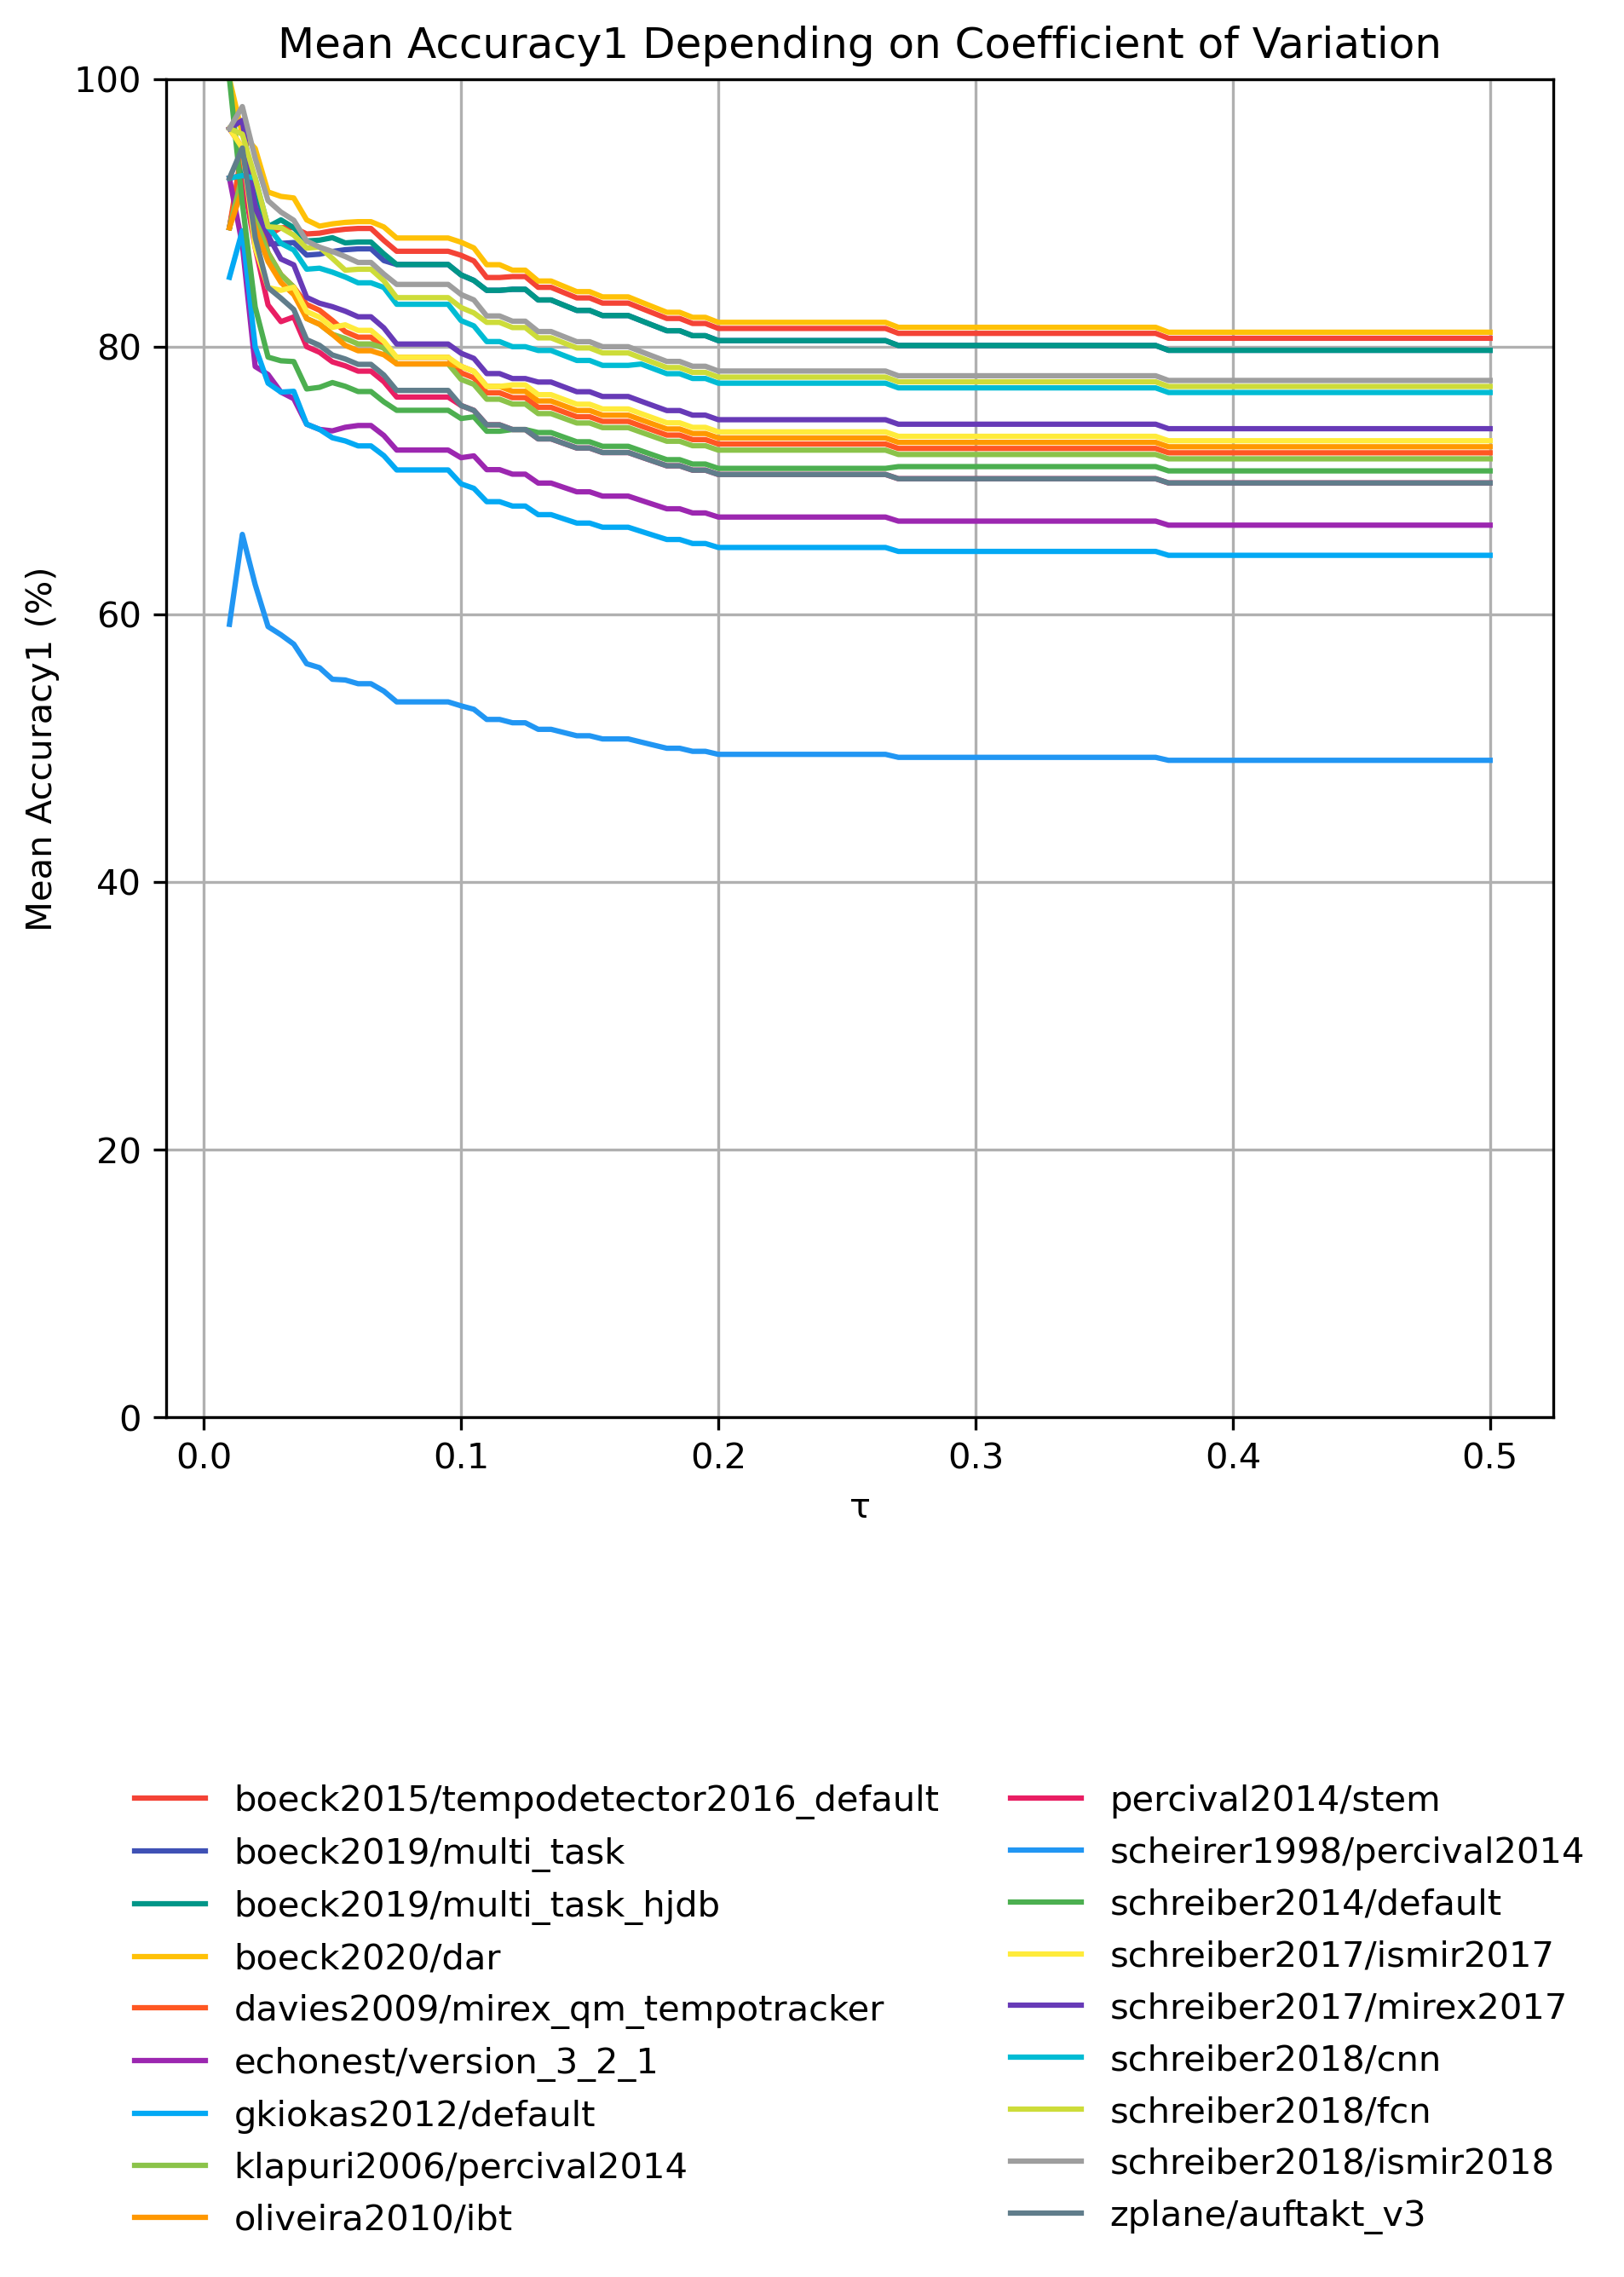 Mean Accuracy1 Depending on Coefficient of Variation
100
80
60
40
20
0
Mean Accuracy1 (%)
0.0 0.1 0.2 0.3 0.4 0.5
τ
boeck2015/tempodetector2016_default
boeck2019/multi_task
boeck2019/multi_task_hjdb
boeck2020/dar
davies2009/mirex_qm_tempotracker
echonest/version_3_2_1
gkiokas2012/default
klapuri2006/percival2014
oliveira2010/ibt
percival2014/stem
scheirer1998/percival2014
schreiber2014/default
schreiber2017/ismir2017
schreiber2017/mirex2017
schreiber2018/cnn
schreiber2018/fcn
schreiber2018/ismir2018
zplane/auftakt_v3